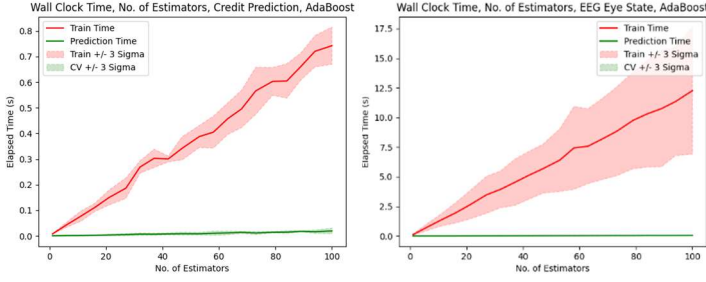 Wall Clock Time, No. of Estimators, Credit Prediction, AdaBoost
Train Time
Prediction Time
Train +/- 3 Sigma
CV +/- 3 Sigma
0.8
0.7
0.6
0.5
0.4
0.3
0.2
0.1
0.0
Elapsed Time (s)
0 20 40 60 80 100
No. of Estimators
Wall Clock Time, No. of Estimators, EEG Eye State, AdaBoost
Train Time
Prediction Time
Train +/- 3 Sigma
CV +/- 3 Sigma
17.5
15.0
12.5
10.0
7.5
5.0
2.5
0.0
Elapsed Time (s)
0 20 40 60 80 100
No. of Estimators